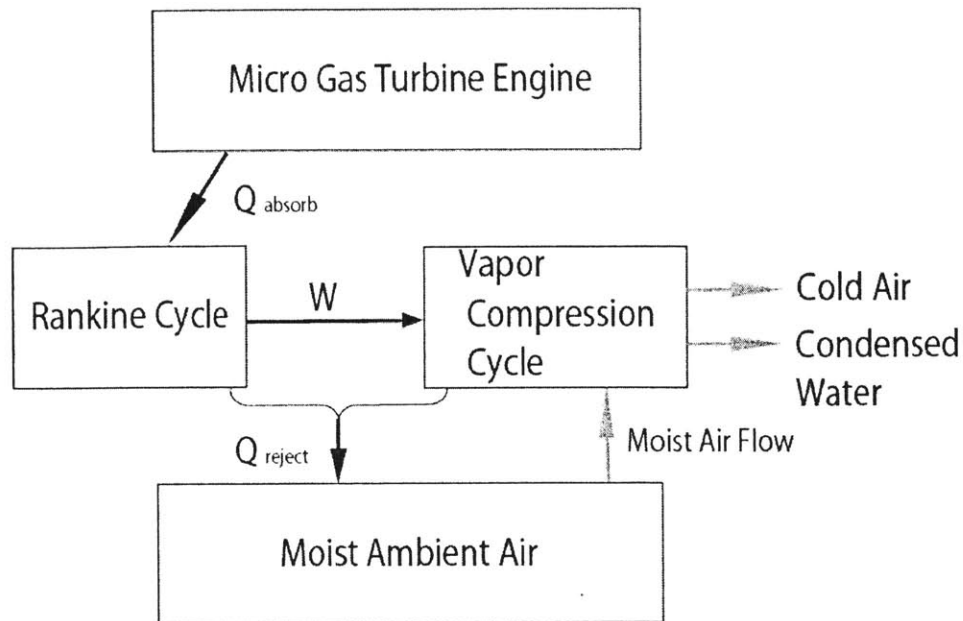 Micro Gas Turbine Engine
Q absorb
Rankine Cycle
W
Vapor
Compression
Cycle
Cold Air
Condensed
Water
Q reject
Moist Air Flow
Moist Ambient Air